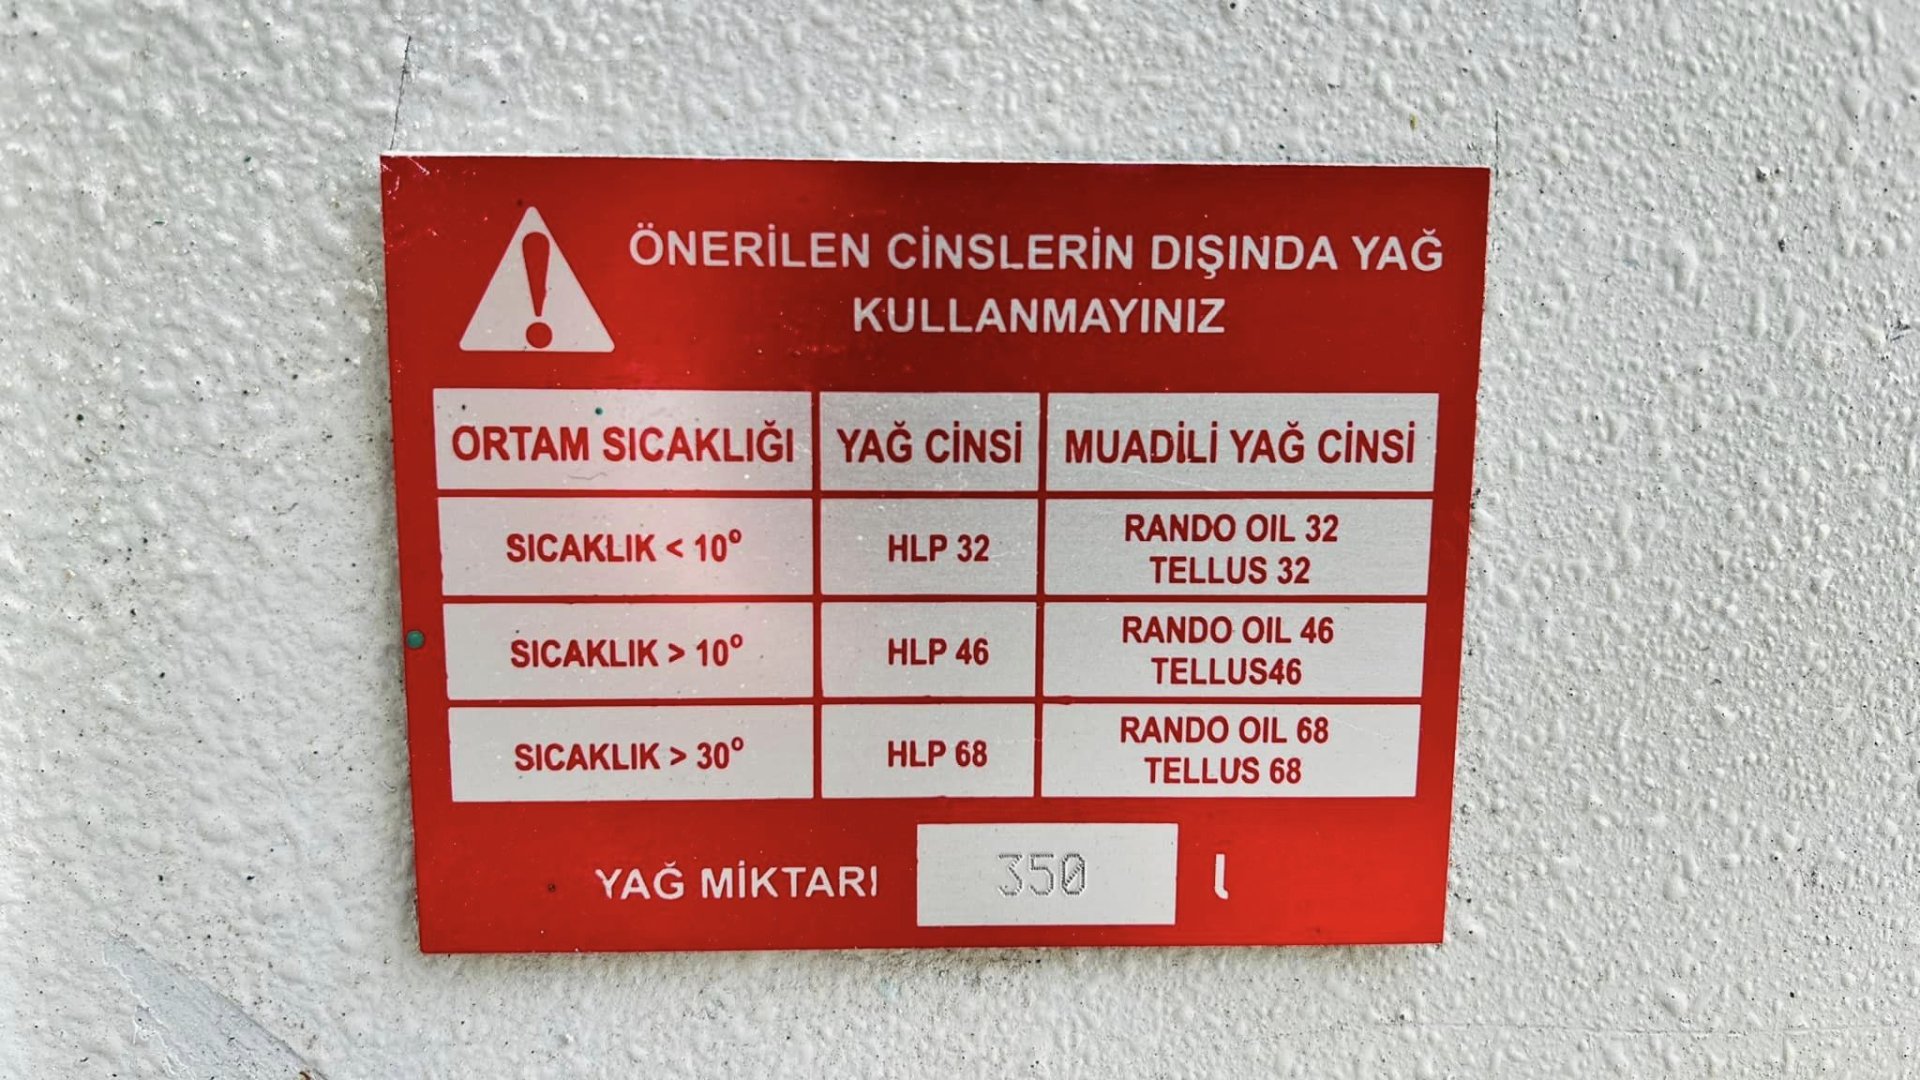 ÖNERİLEN CİNSLERİN DIŞINDA YAĞ
KULLANMAYINIZ
ORTAM SICAKLIĞI YAĞ CİNSİ MUADİLİ YAĞ CİNSİ
SICAKLIK < 10° HLP 32 RANDO OIL 32
TELLUS 32
SICAKLIK > 10° HLP 46 RANDO OIL 46
TELLUS46
SICAKLIK > 30° HLP 68 RANDO OIL 68
TELLUS 68
YAĞ MİKTARI 350 l